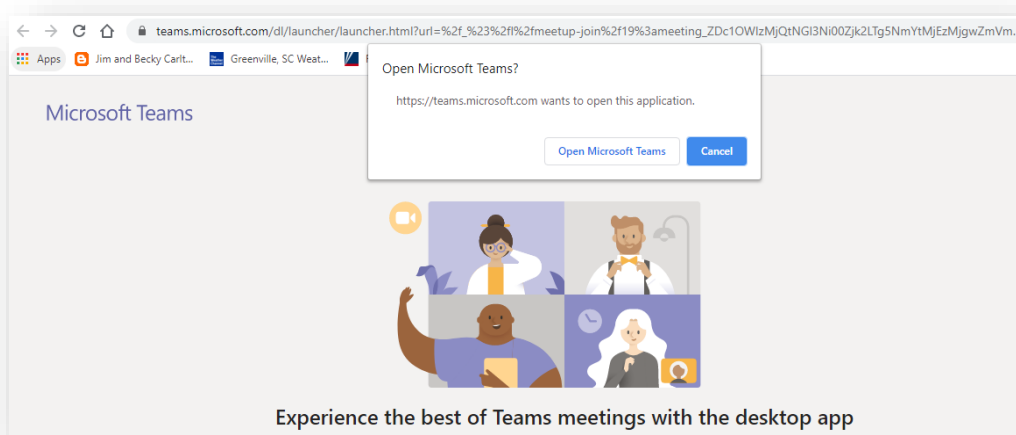 teams.microsoft.com/dl/launcher/launcher.html?url=%2f_%23%2fl%2fmeetup-join%2f19%3ameeting_ZDc1OWIzMjQtNGI3Ni00Zjk2LTg5NmYtMjEzMjgwZmVm.
Apps Jim and Becky Carlt... Greenville, SC Weat...
Open Microsoft Teams?
https://teams.microsoft.com wants to open this application.
Open Microsoft Teams Cancel
Microsoft Teams
Experience the best of Teams meetings with the desktop app